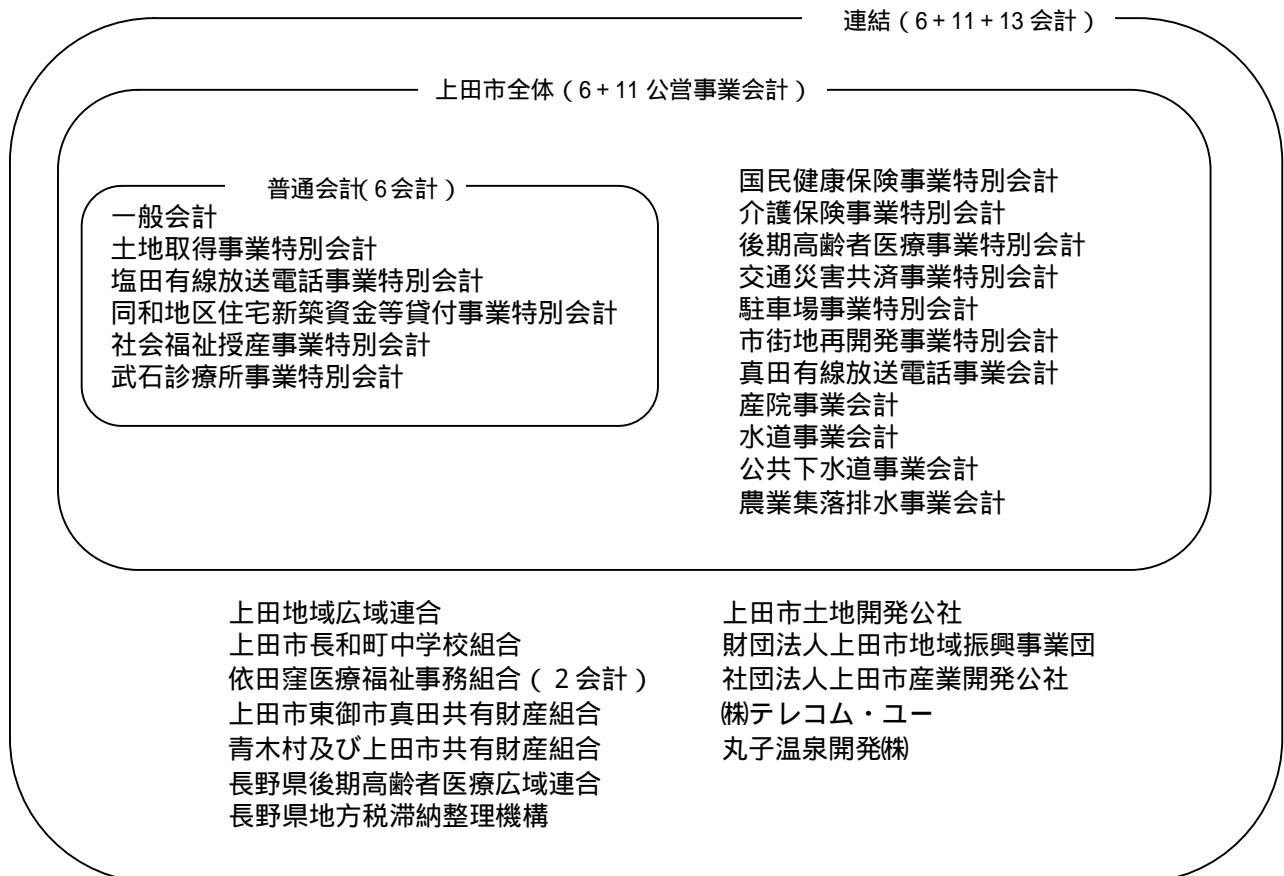 連結（6+11+13 会計）
上田市全体（6+11 公営事業会計）
普通会計（6会計）
一般会計
土地取得事業特別会計
塩田有線放送電話事業特別会計
同和地区住宅新築資金等貸付事業特別会計
社会福祉授産事業特別会計
武石診療所事業特別会計
国民健康保険事業特別会計
介護保険事業特別会計
後期高齢者医療事業特別会計
交通災害共済事業特別会計
駐車場事業特別会計
市街地再開発事業特別会計
真田有線放送電話事業会計
産院事業会計
水道事業会計
公共下水道事業会計
農業集落排水事業会計
上田地域広域連合
上田市長和町中学校組合
依田窪医療福祉事務組合（２会計）
上田市東御市真田共有財産組合
青木村及び上田市共有財産組合
長野県後期高齢者医療広域連合
長野県地方税滞納整理機構
上田市土地開発公社
財団法人上田市地域振興事業団
社団法人上田市産業開発公社
㈱テレコム・ユー
丸子温泉開発㈱